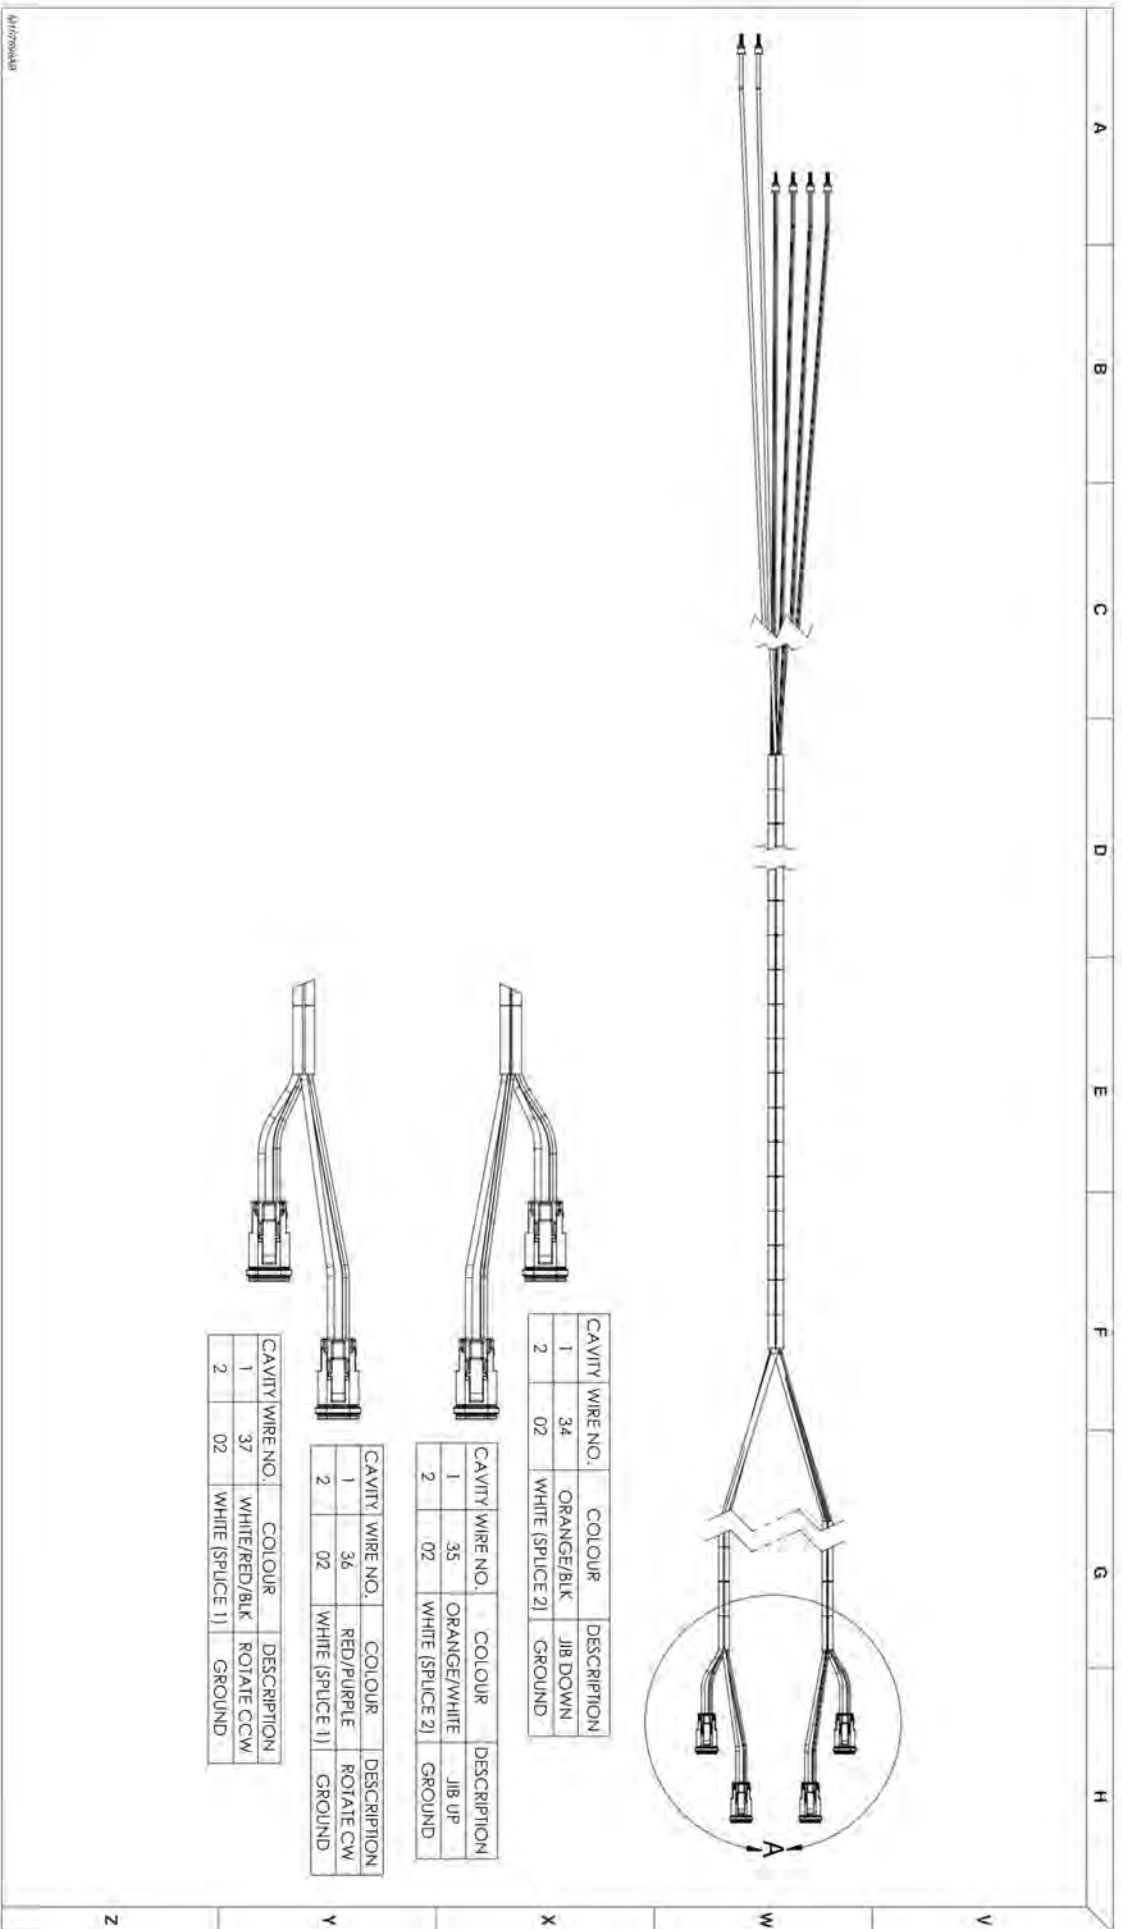 A
B
C
D
E
F
G
H
V
W
X
Y
Z
A
CAVITY WIRE NO. COLOUR DESCRIPTION
1 34 ORANGE/BLK JIB DOWN
2 02 WHITE (SPLICE 2) GROUND
CAVITY WIRE NO. COLOUR DESCRIPTION
1 35 ORANGE/WHITE JIB UP
2 02 WHITE (SPLICE 2) GROUND
CAVITY WIRE NO. COLOUR DESCRIPTION
1 36 RED/PURPLE ROTATE CW
2 02 WHITE (SPLICE 1) GROUND
CAVITY WIRE NO. COLOUR DESCRIPTION
1 37 WHITE/RED/BLK ROTATE CCW
2 02 WHITE (SPLICE 1) GROUND